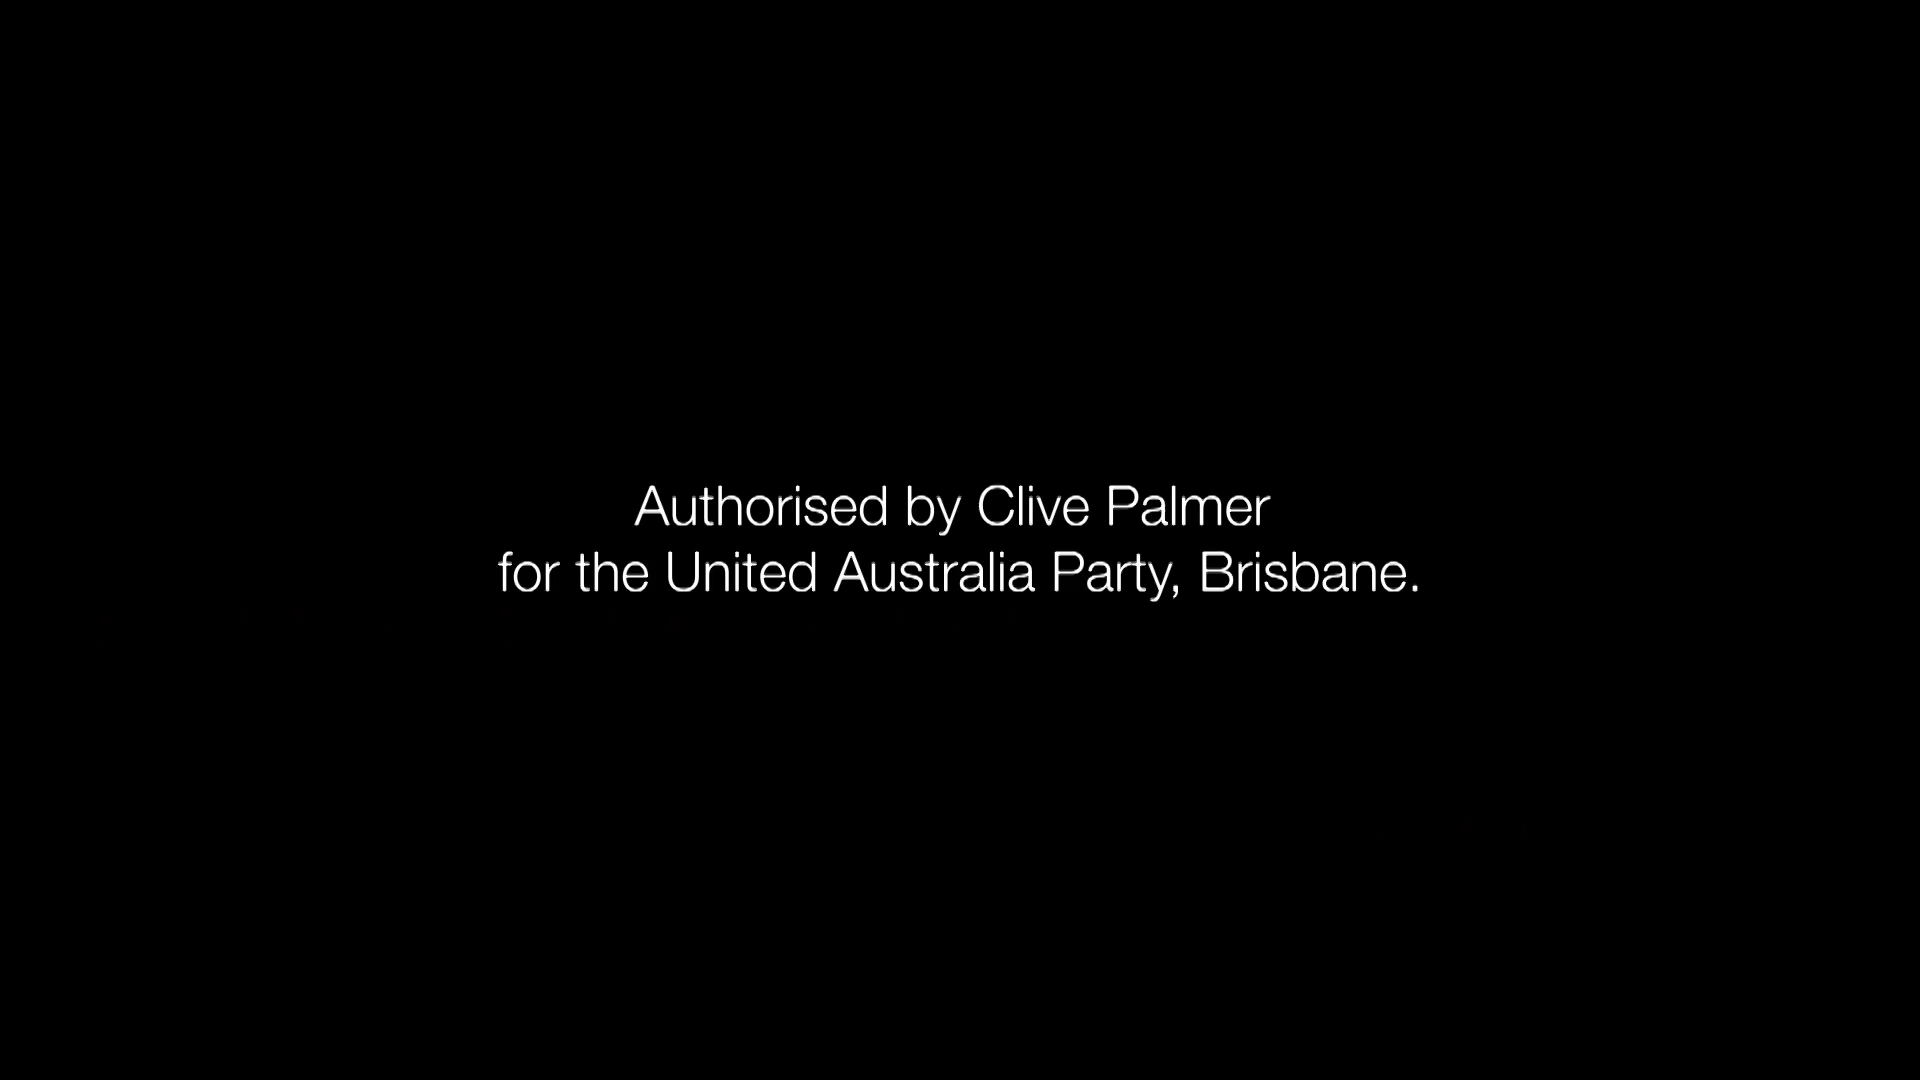 Authorised by Clive Palmer
for the United Australia Party, Brisbane.